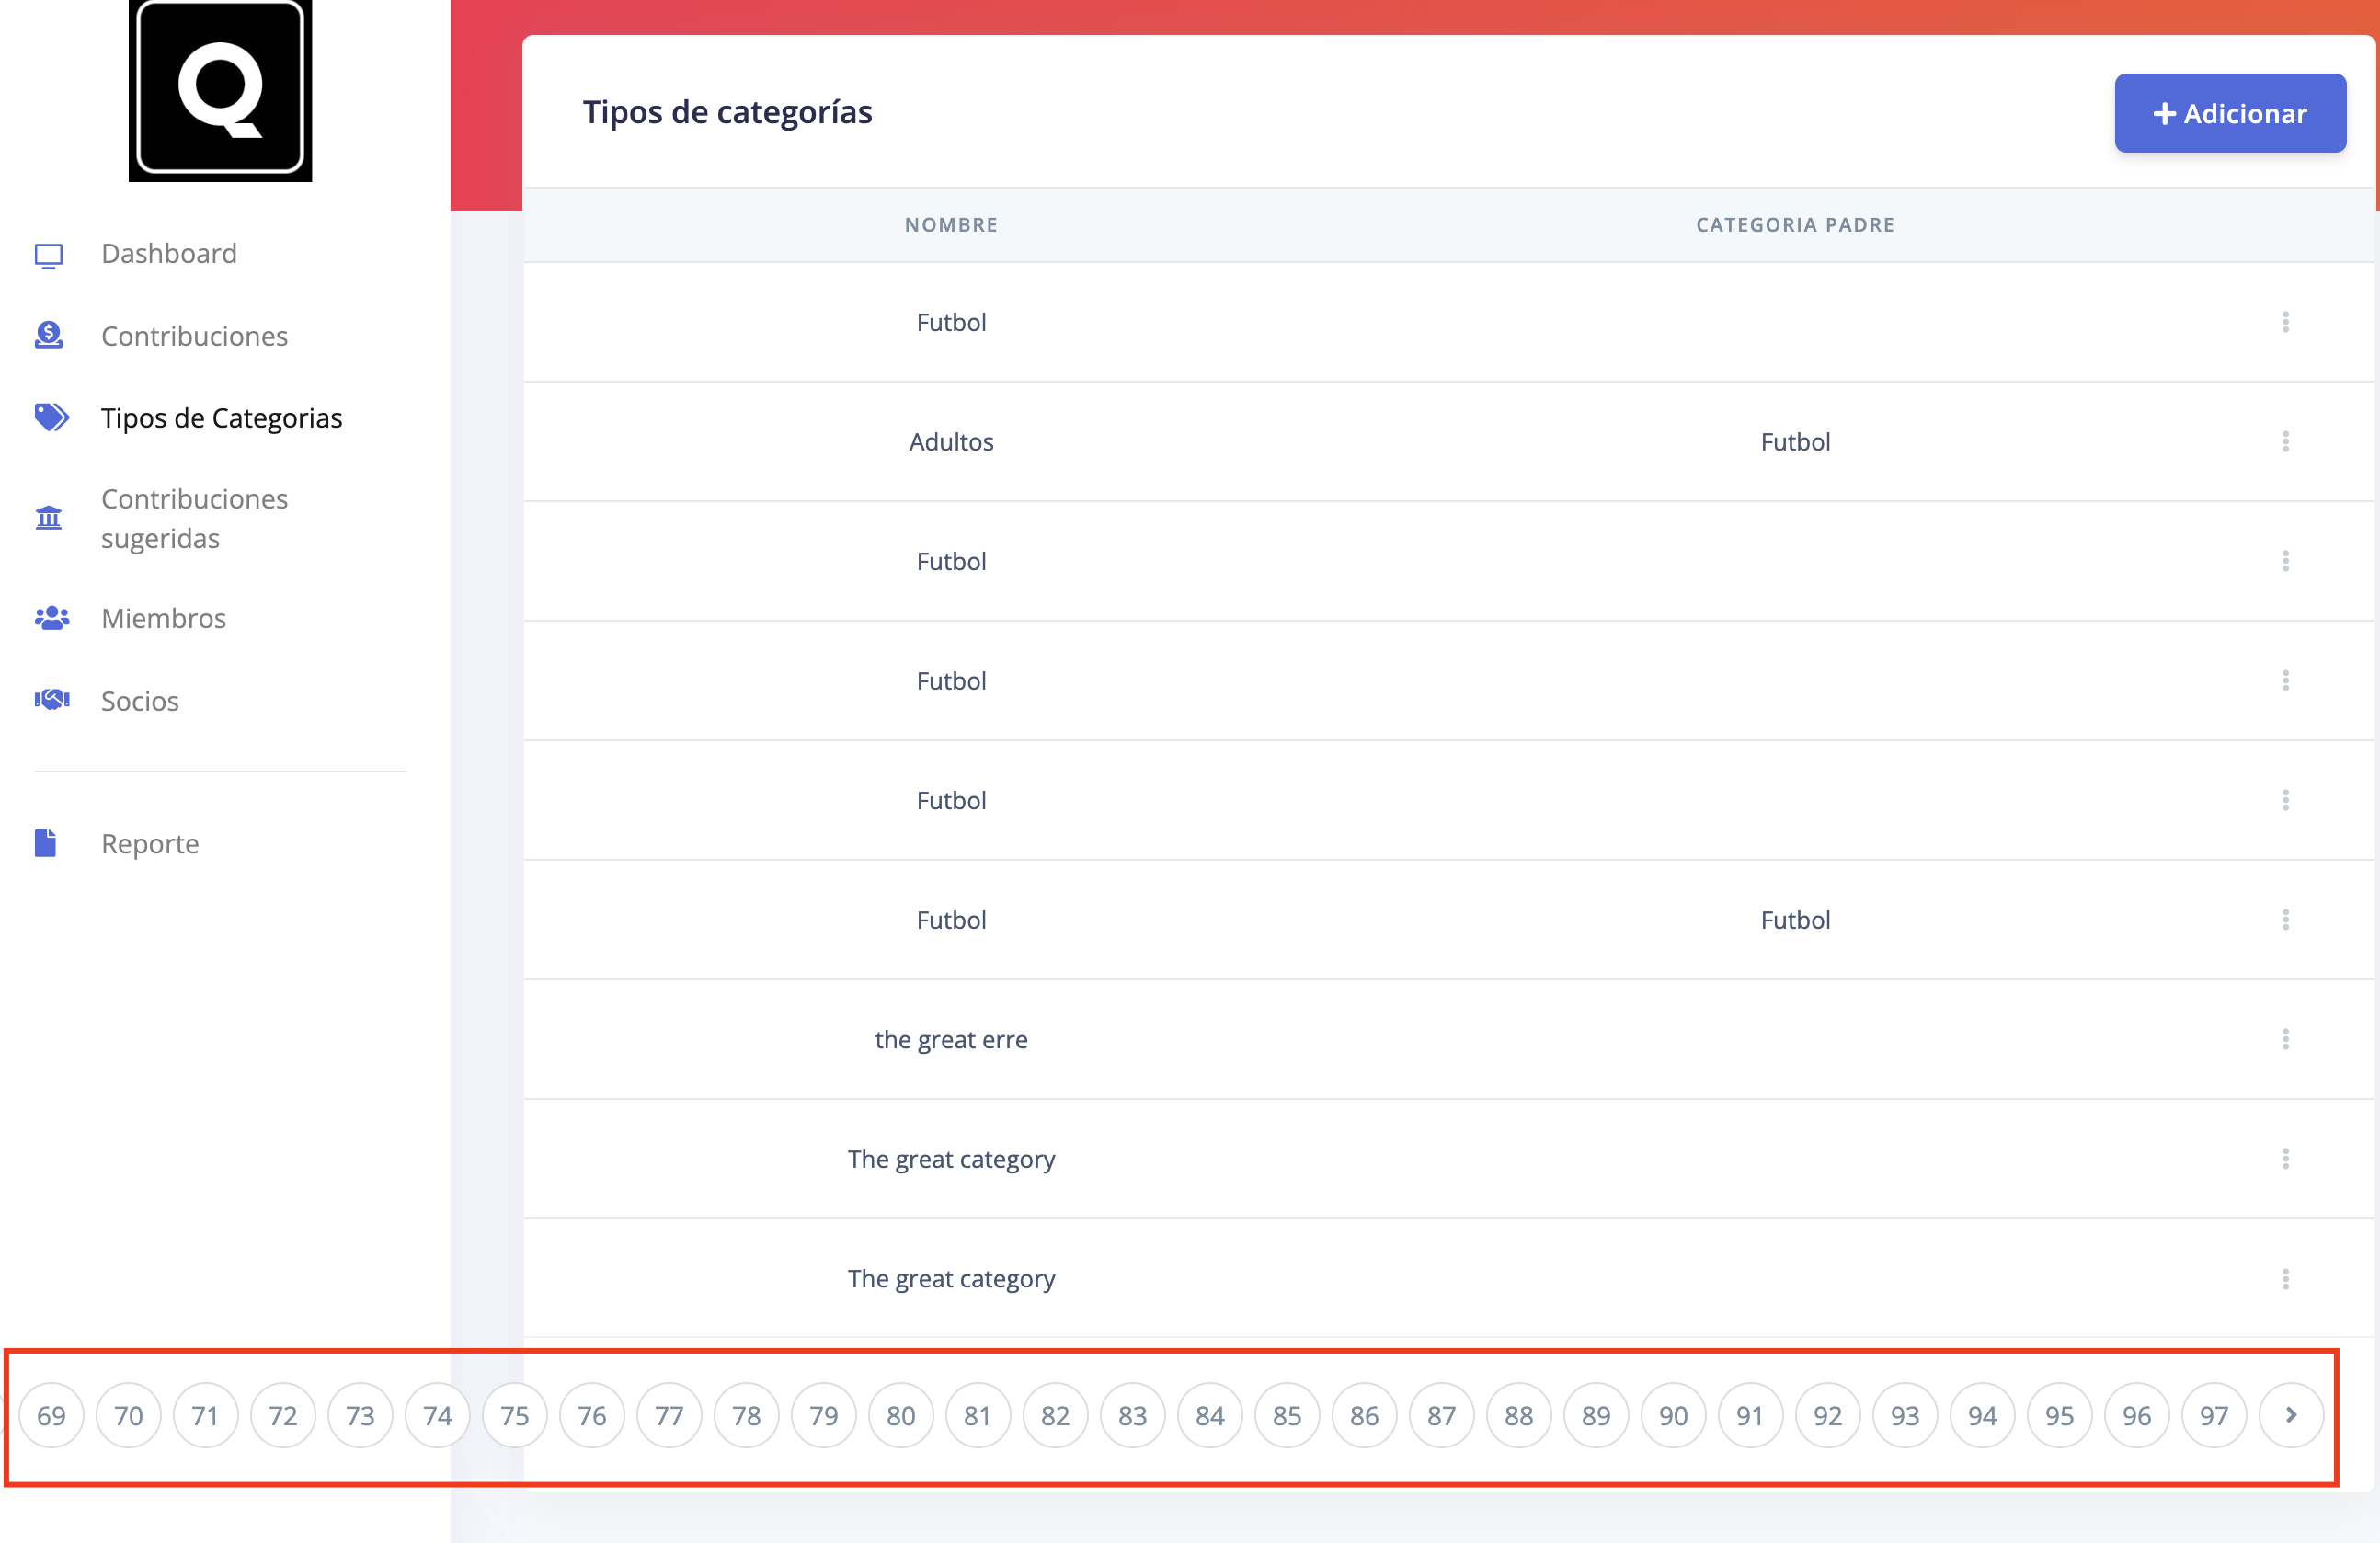 Q
Dashboard
Contribuciones
Tipos de Categorias
Contribuciones
sugeridas
Miembros
Socios
Reporte
Tipos de categorías
+ Adicionar
NOMBRE CATEGORIA PADRE
Futbol
Adultos Futbol
Futbol
Futbol
Futbol
Futbol Futbol
the great erre
The great category
The great category
69 70 71 72 73 74 75 76 77 78 79 80 81 82 83 84 85 86 87 88 89 90 91 92 93 94 95 96 97 >